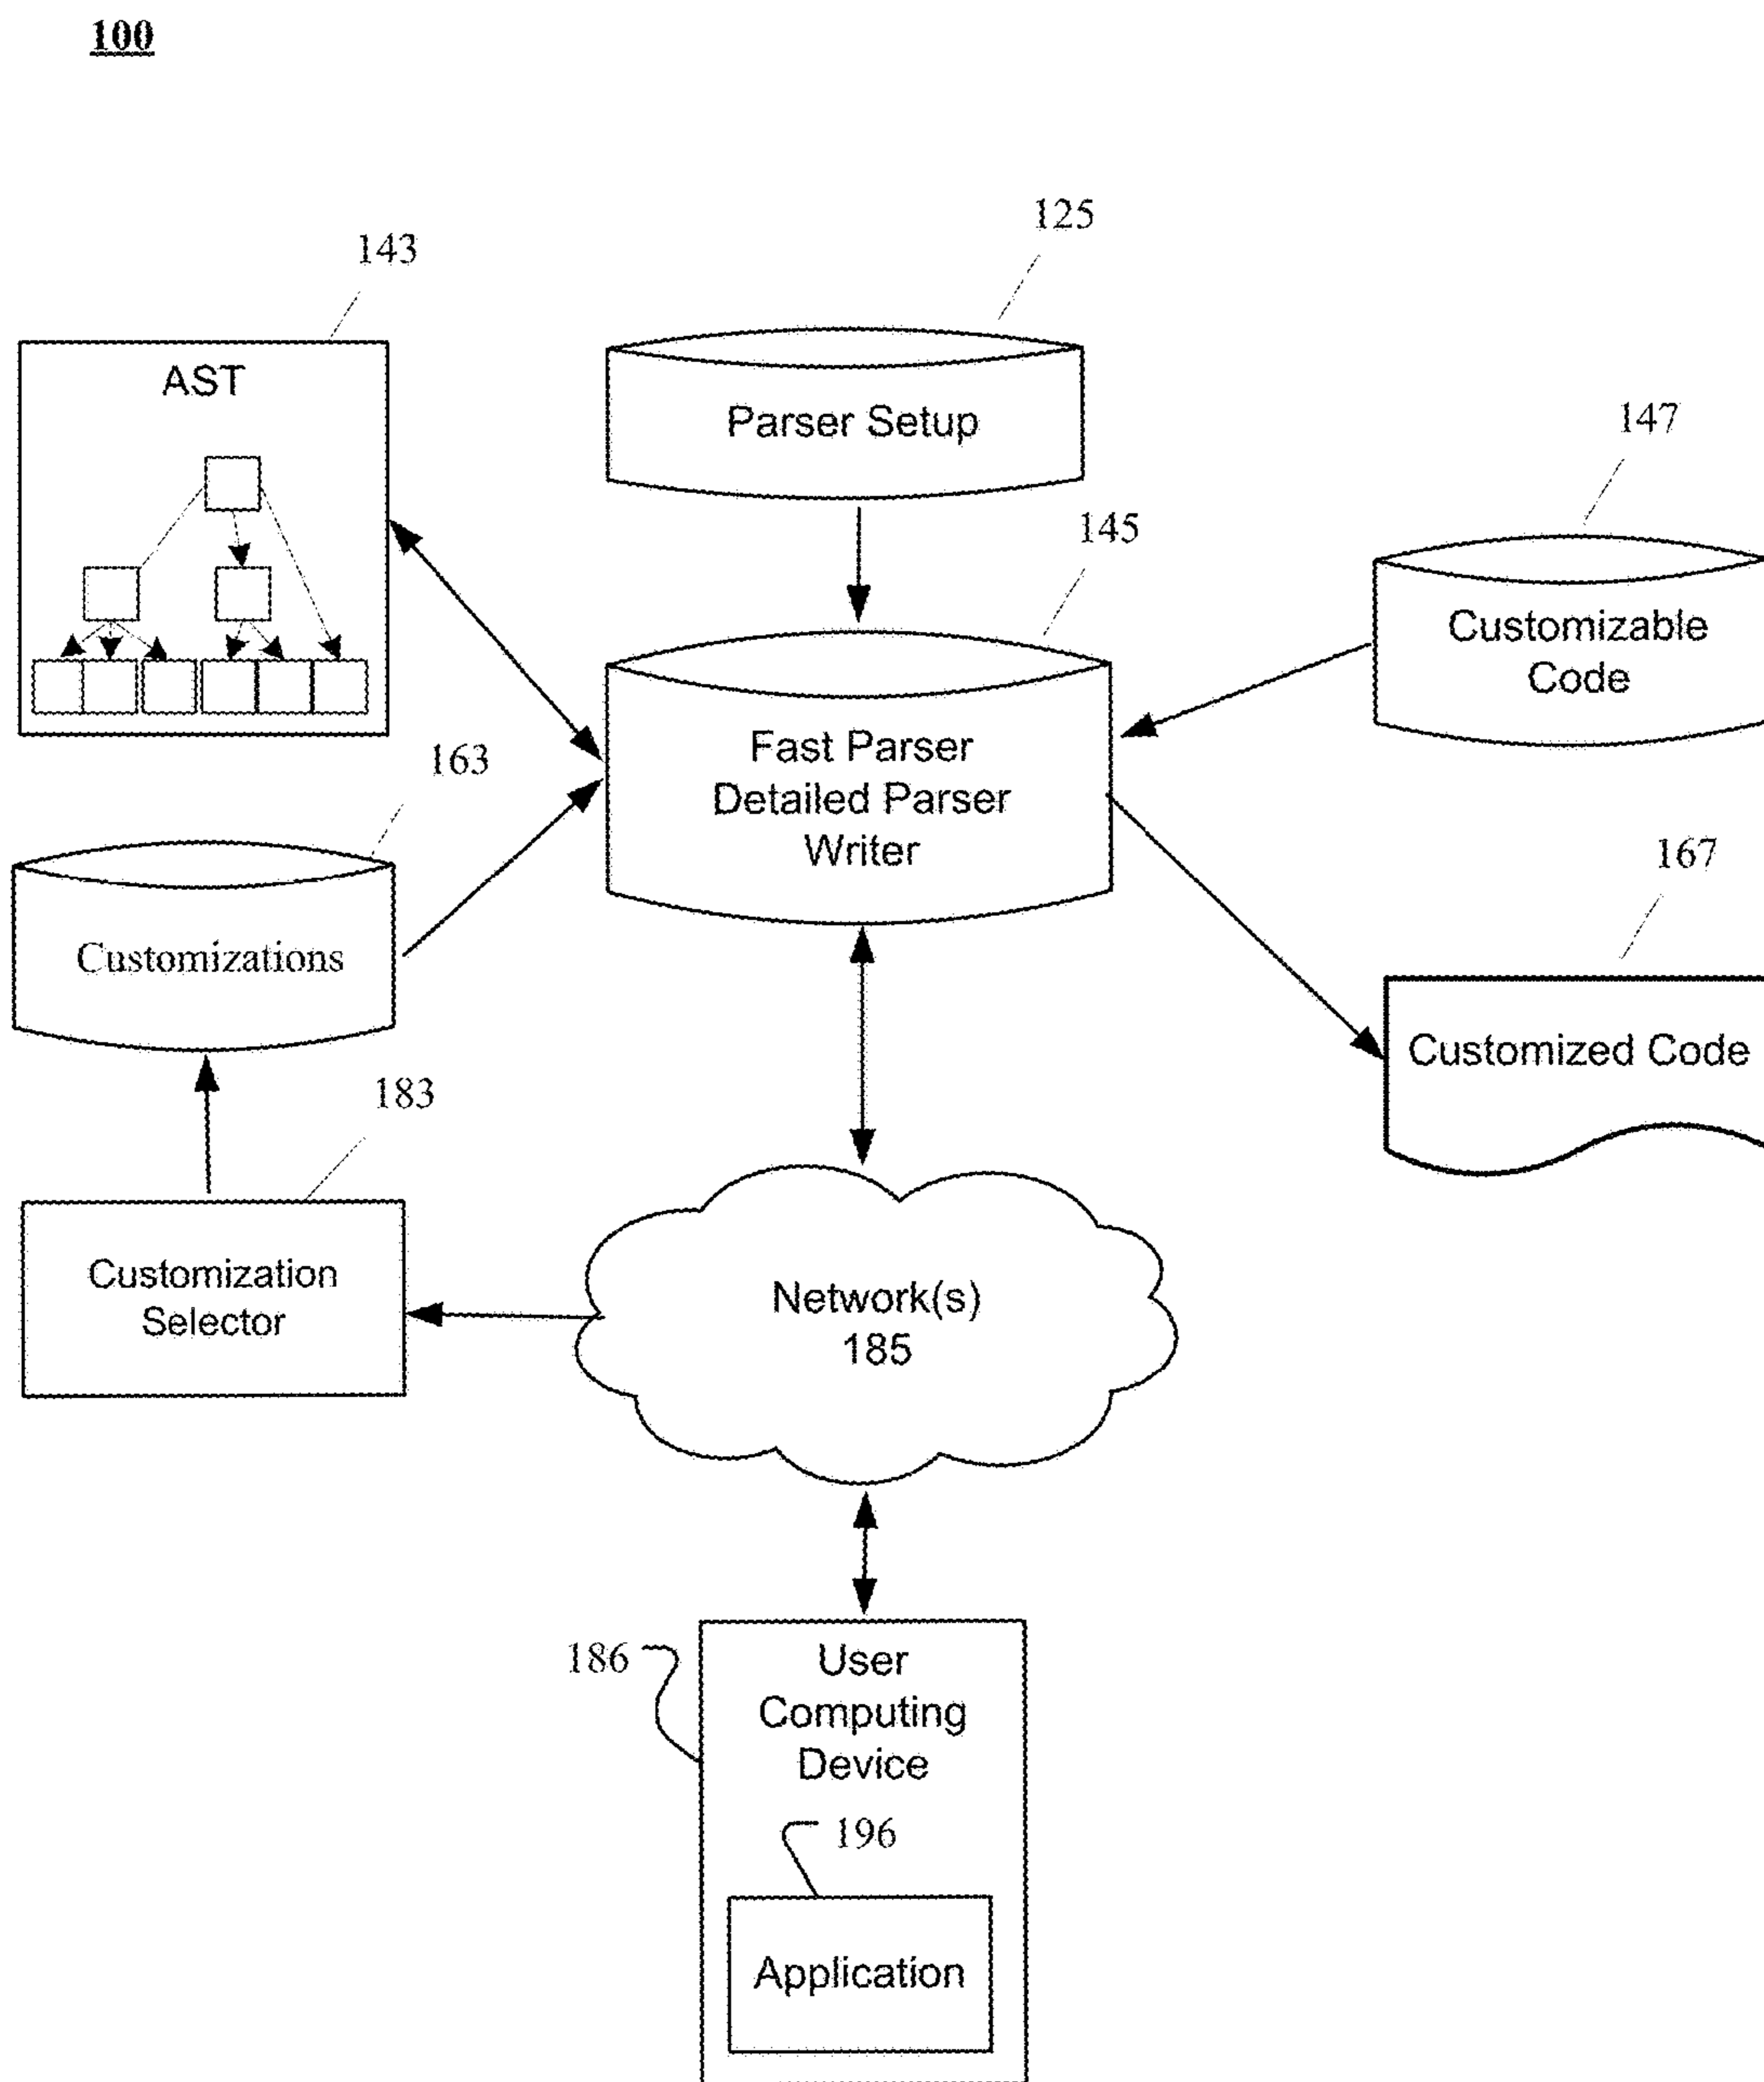 100
125
143
AST
Parser Setup
147
145
Customizable
Code
Fast Parser
Detailed Parser
Writer
163
167
Customizations
Customized Code
183
Customization
Selector
Network(s)
185
186
User
Computing
Device
196
Application